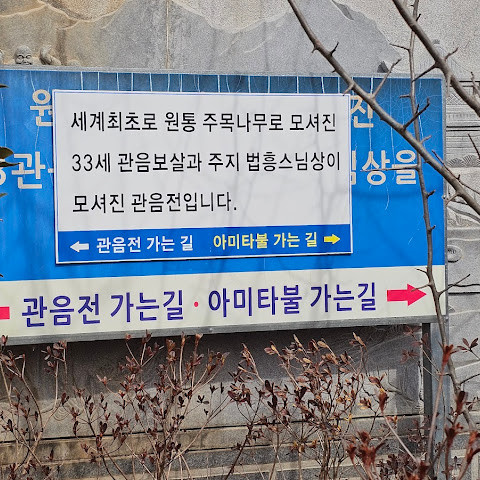 세계최초로 원통 주목나무로 모셔진
33세 관음보살과 주지 법흥스님상이
모셔진 관음전입니다.
← 관음전 가는 길 아미타불 가는 길 →
관음전 가는길 · 아미타불 가는길 →